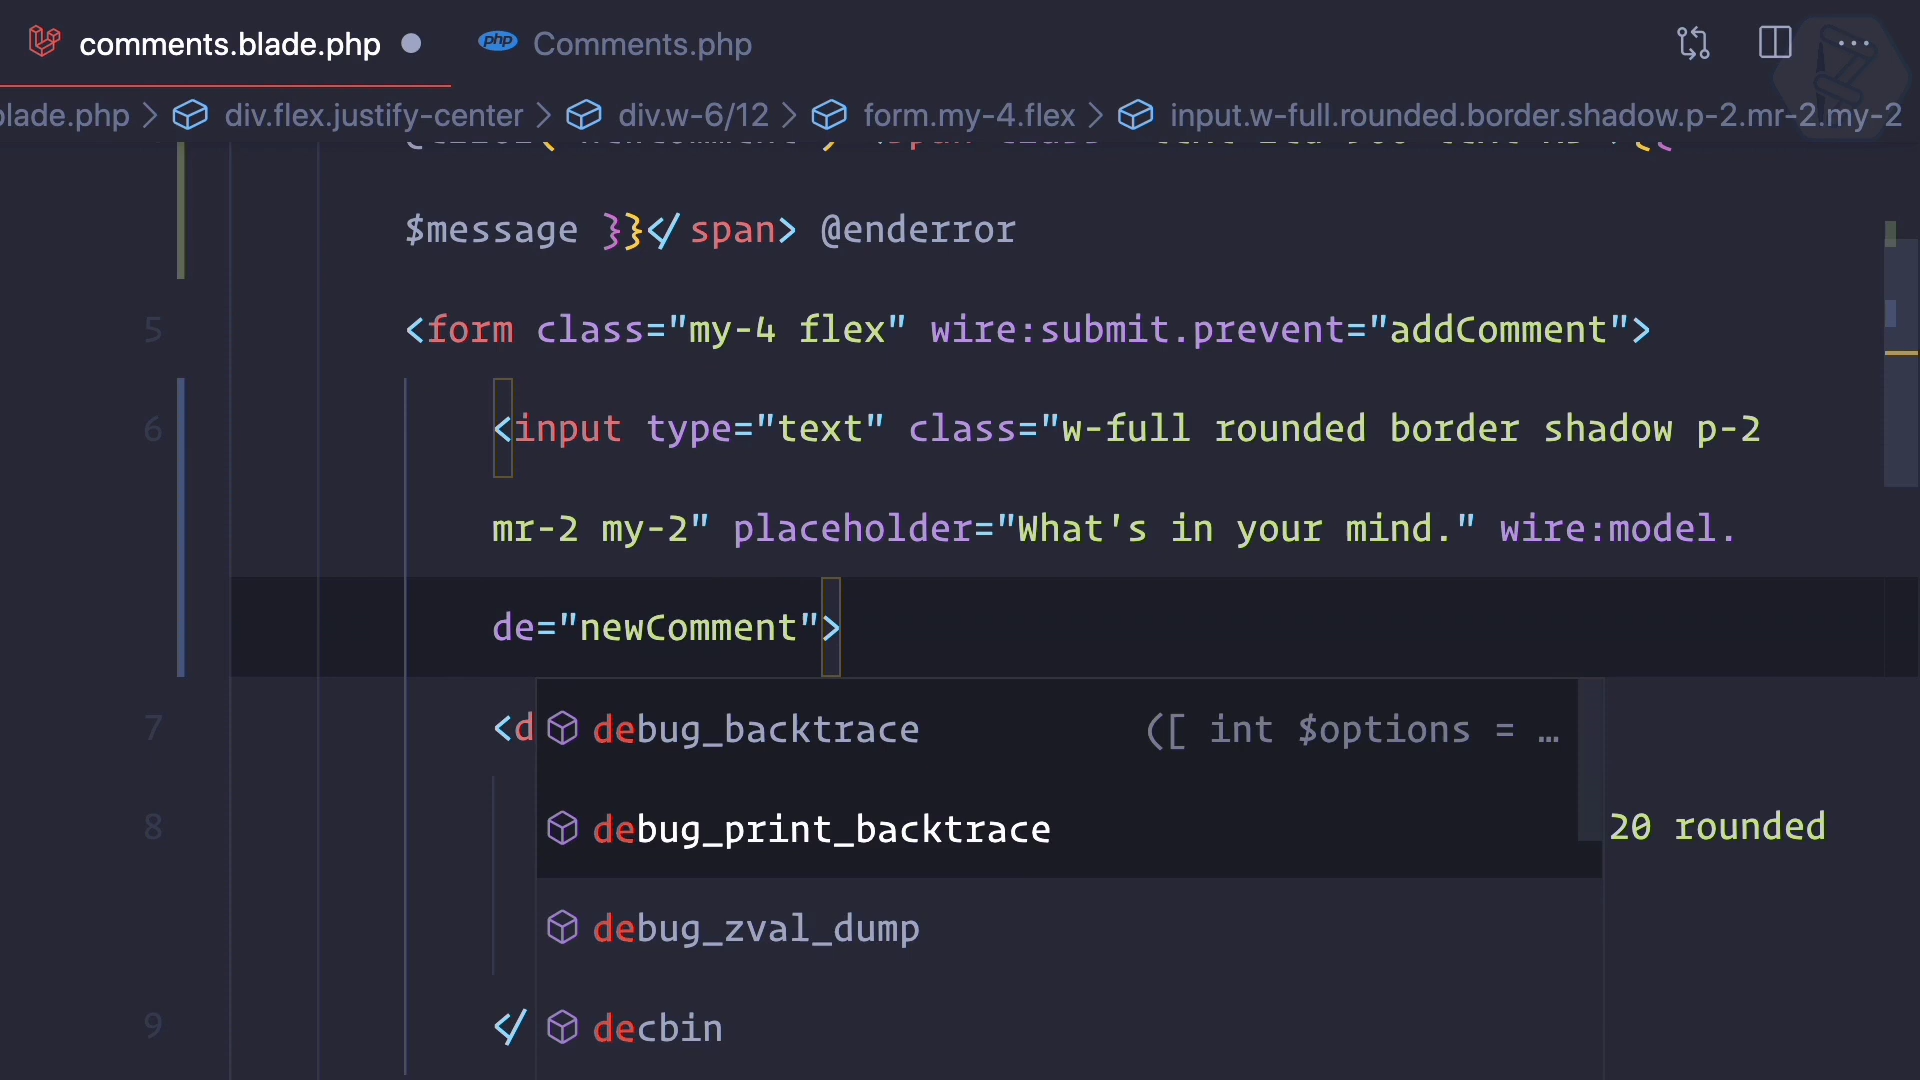 comments.blade.php
php
Comments.php
blade.php > div.flex.justify-center > div.w-6/12 > form.my-4.flex > input.w-full.rounded.border.shadow.p-2.mr-2.my-2
$message }}</span> @enderror
5 <form class="my-4 flex" wire:submit.prevent="addComment">
6 <input type="text" class="w-full rounded border shadow p-2
mr-2 my-2" placeholder="What's in your mind." wire:model.
de="newComment">
7 <d
debug_backtrace ([ int $options = …
debug_print_backtrace
8 20 rounded
debug_zval_dump
9 </
decbin